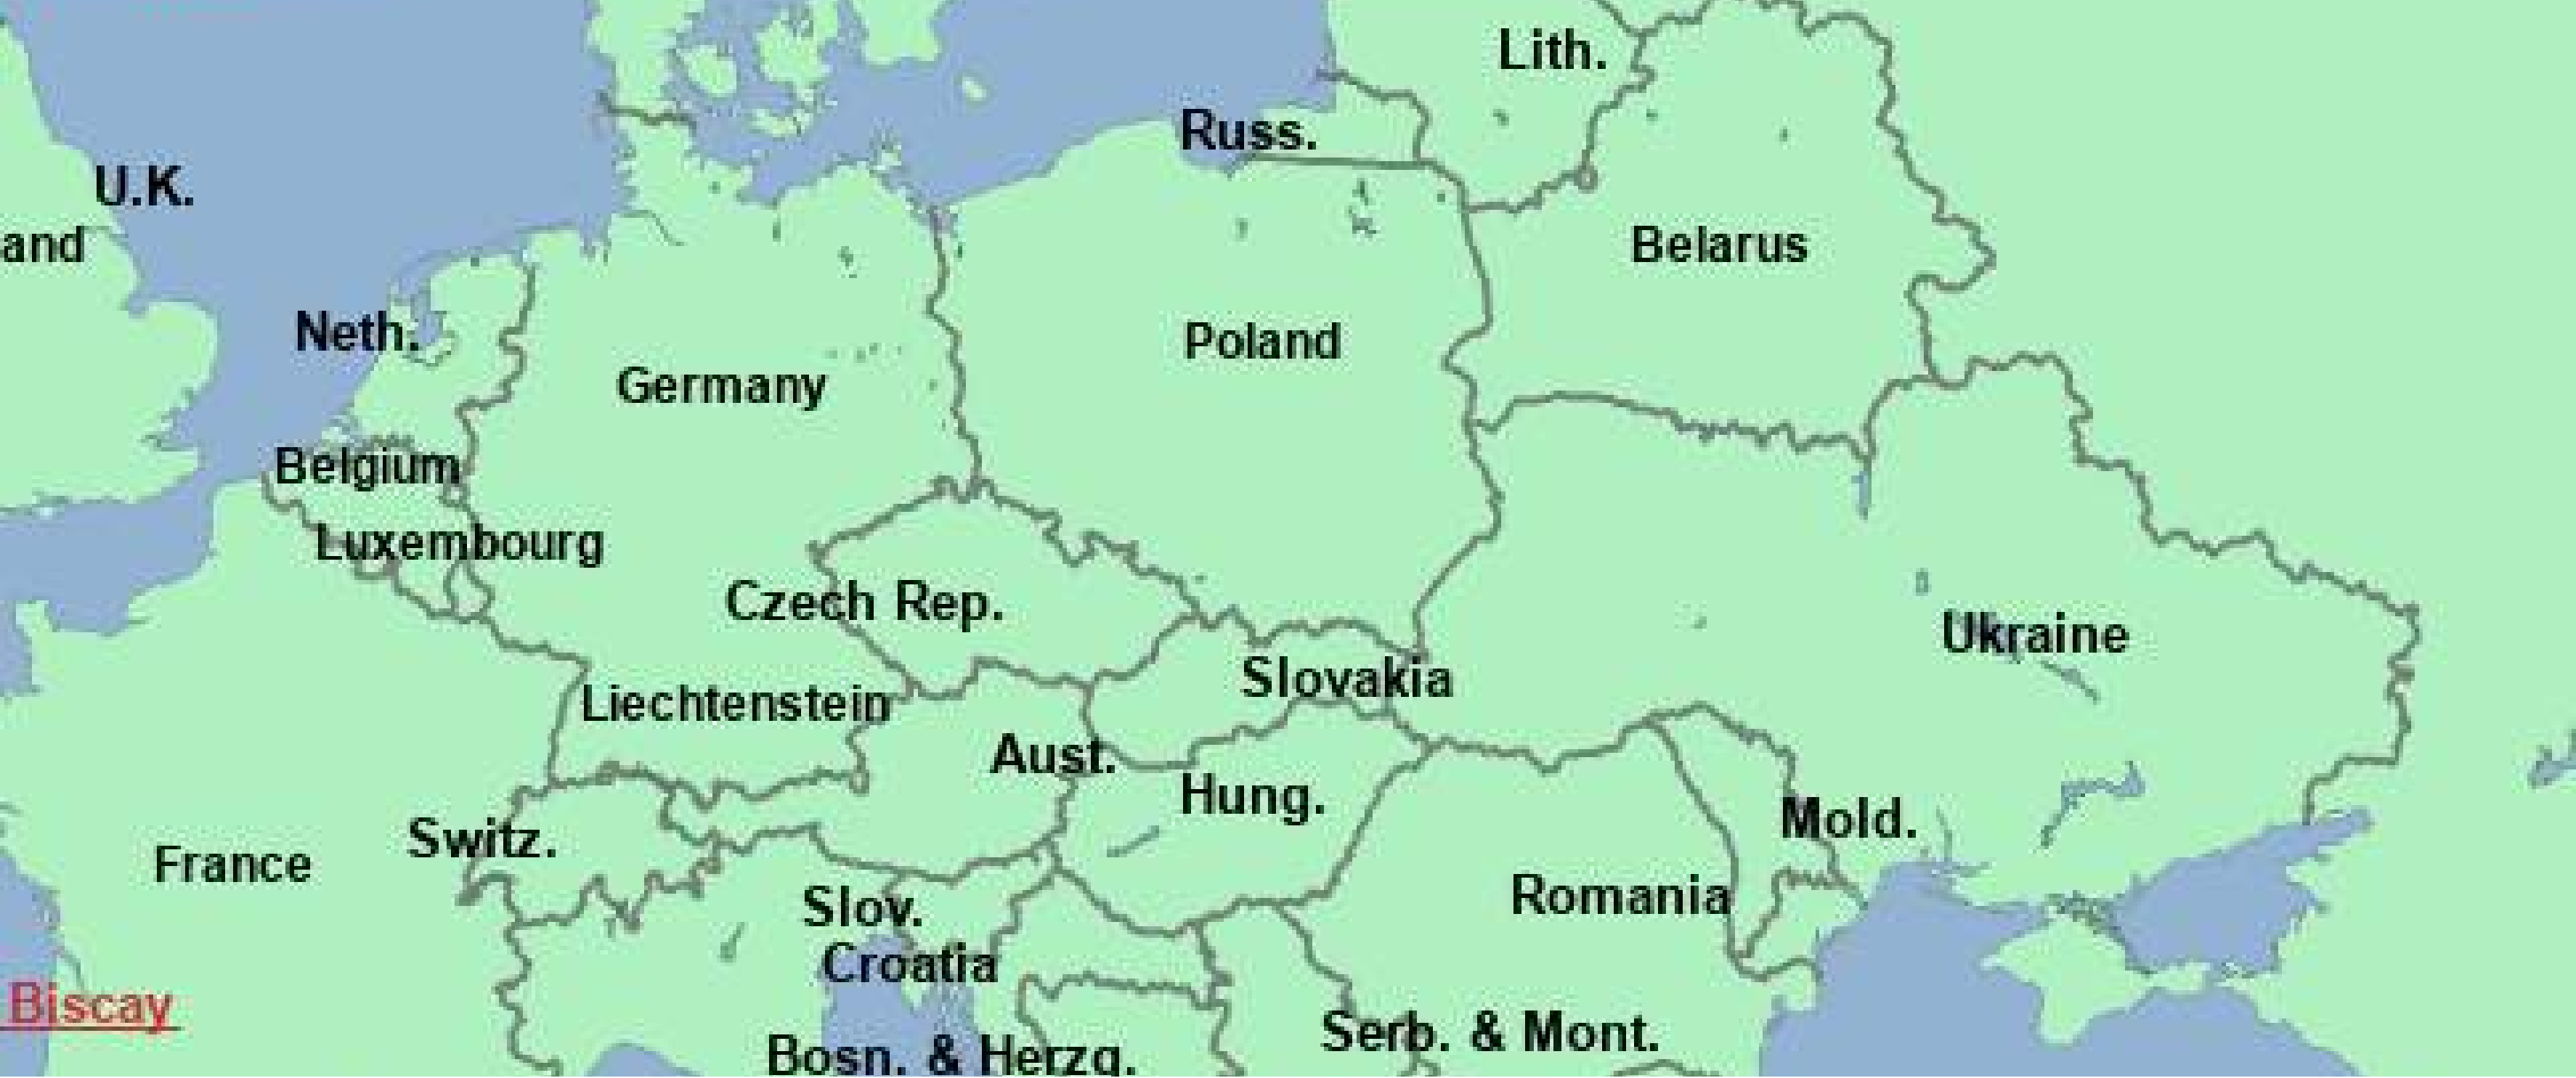 Lith.
Russ.
U.K.
and
Belarus
Neth.
Poland
Germany
Belgium
Luxembourg
Czech Rep.
Ukraine
Slovakia
Liechtenstein
Aust.
Hung.
Mold.
Switz.
France
Romania
Slov.
Croatia
Biscay
Serb. & Mont.
Bosn. & Herzg.